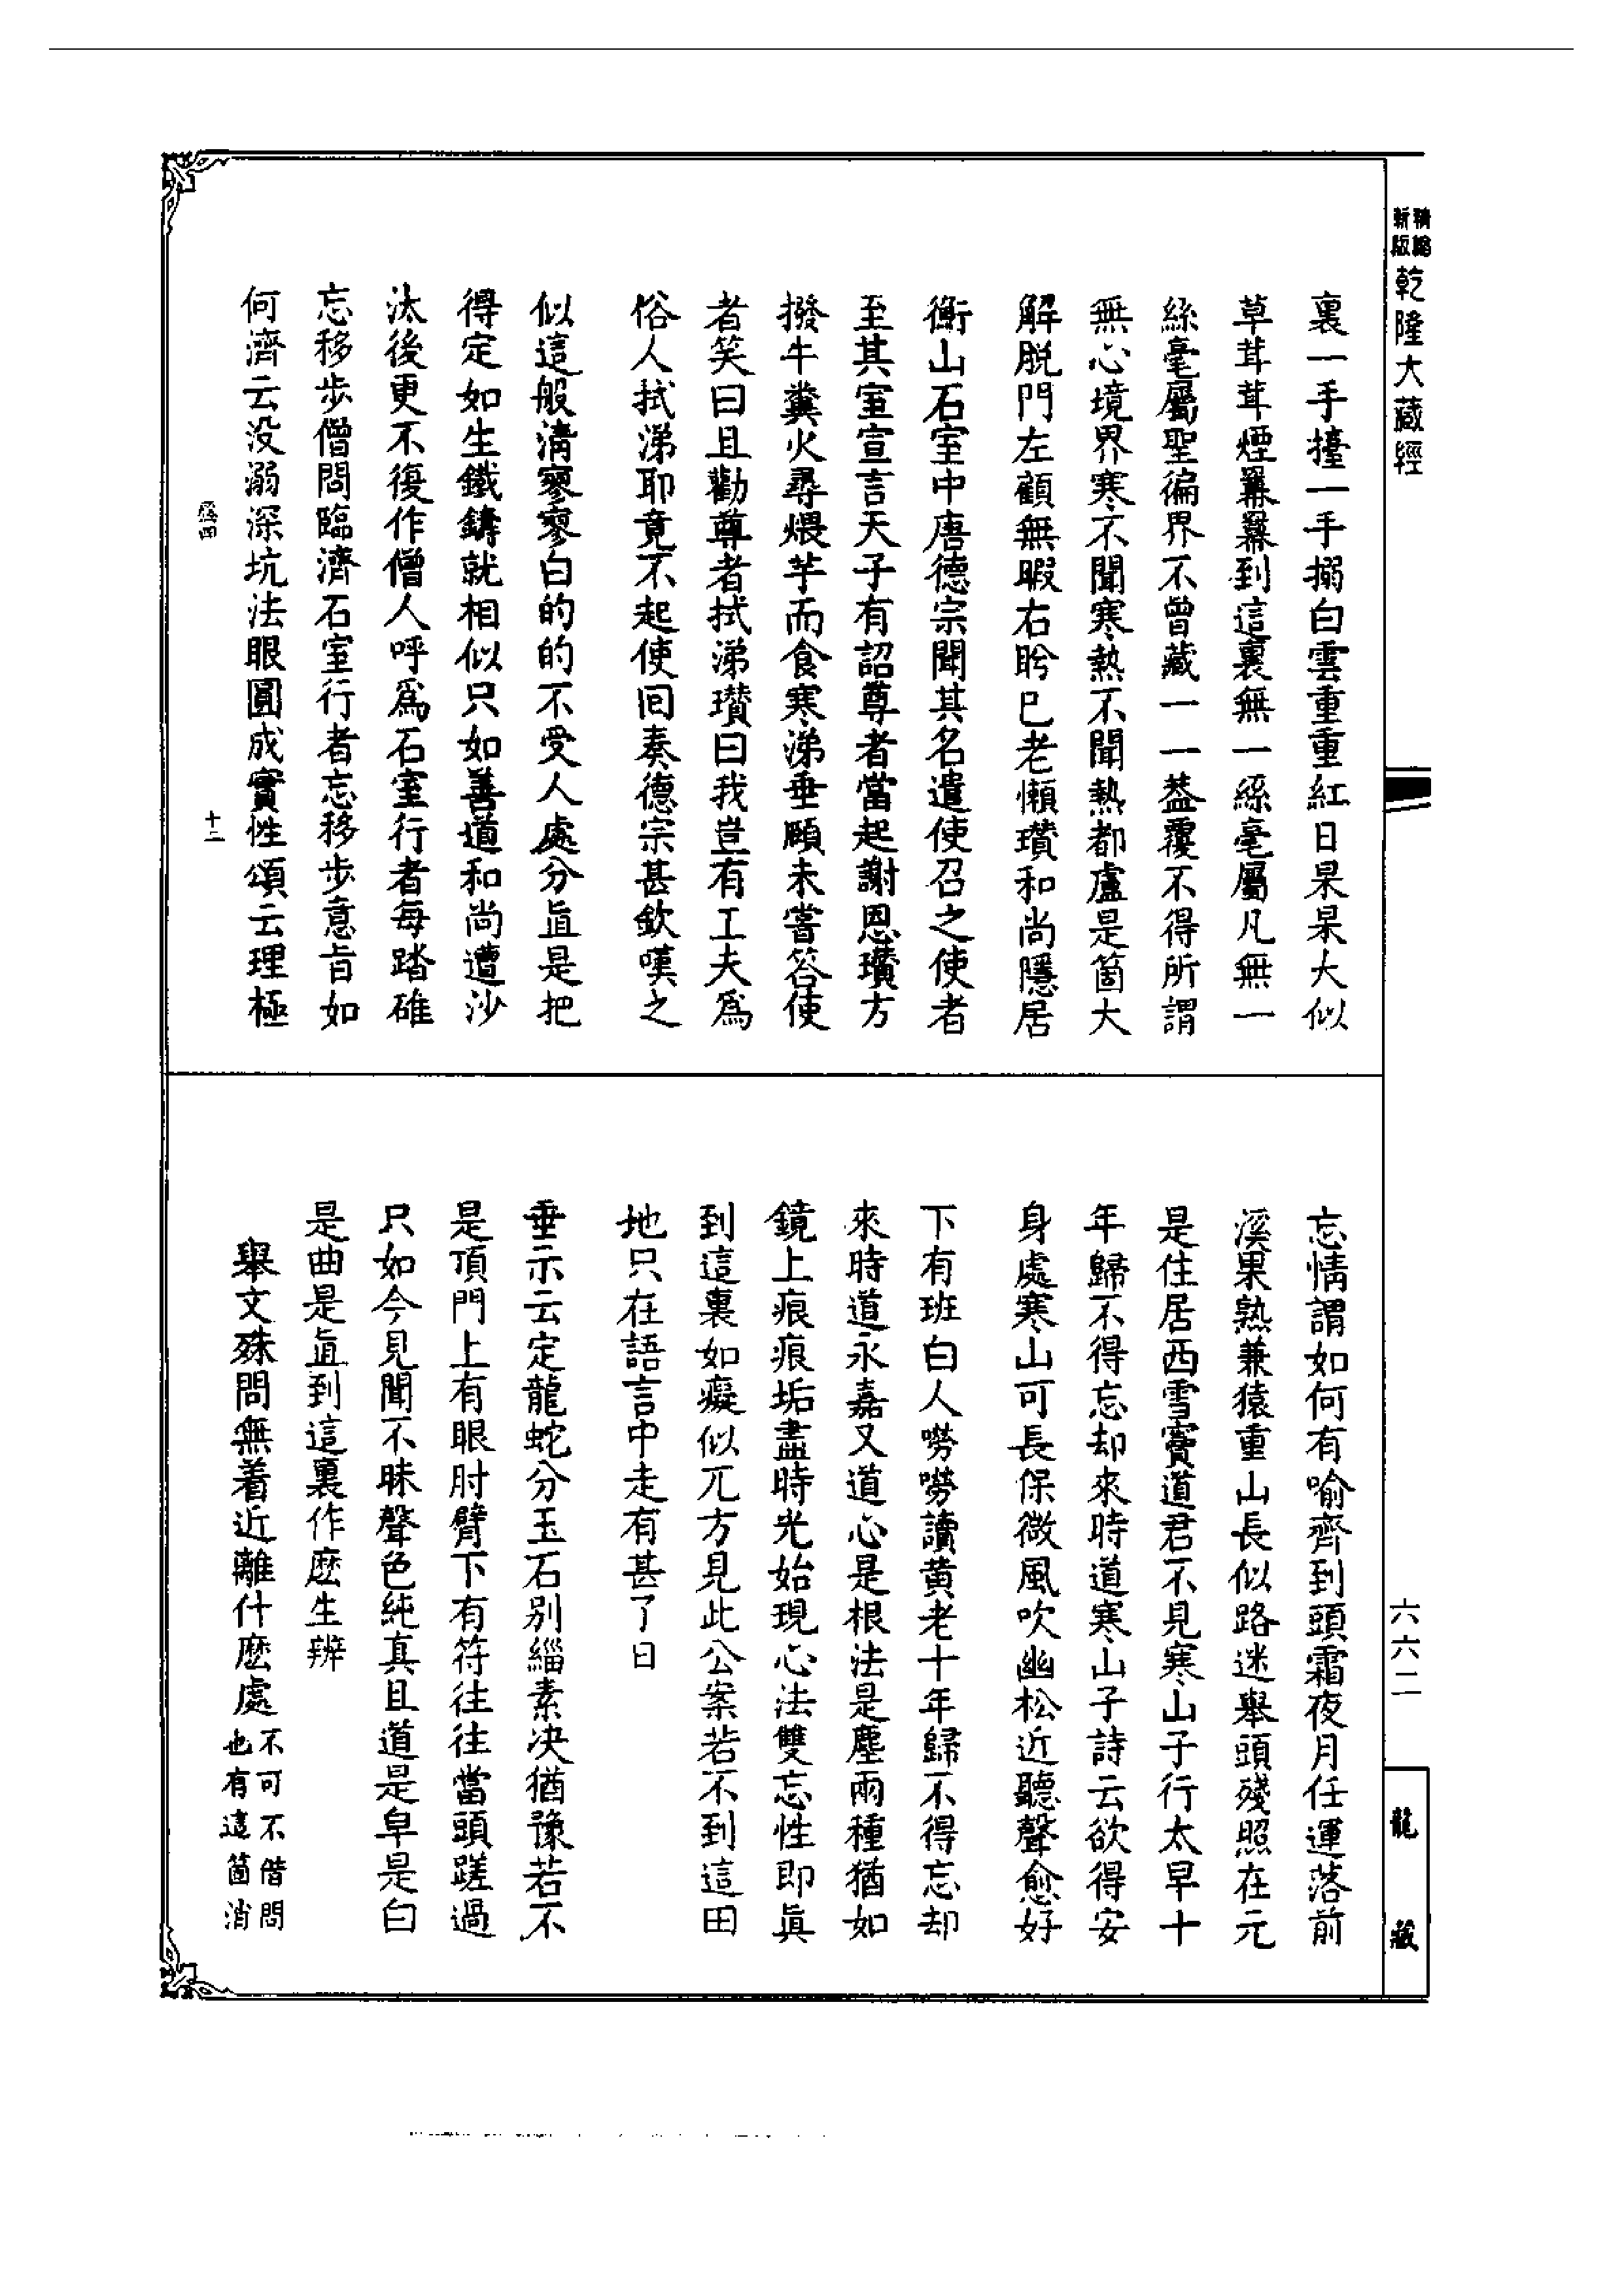 精編
新版
乾隆大藏經
裏一手擡一手搦白雲重重紅日杲杲大似
草茸茸煙羃羃到這裏無一絲毫屬凡無一
絲毫屬聖徧界不曾藏一一葢覆不得所謂
無心境界寒不聞寒熱不聞熱都盧是箇大
解脱門左顧無暇右眄巳老懶瓚和尚隱居
衡山石室中唐德宗聞其名遣使召之使者
至其室宣言天子有詔尊者當起謝恩瓚方
撥牛糞火尋煨芋而食寒涕垂頤未嘗答使
者笑曰且勸尊者拭涕瓚曰我豈有工夫爲
俗人拭涕耶竟不起使回奏德宗甚欽嘆之
似這般淸寥寥白的的不受人處分直是把
得定如生鐵鑄就相似只如善道和尚遭沙
汰後更不復作僧人呼爲石室行者每踏碓
忘移步僧問臨濟石室行者忘移步意旨如
何濟云没溺深坑法眼圓成實性頌云理極
十二
忘情謂如何有喻齊到頭霜夜月任運落前
溪果熟兼猿重山長似路迷舉頭殘照在元
是住居西雪竇道君不見寒山子行太早十
年歸不得忘却來時道寒山子詩云欲得安
身處寒山可長保微風吹幽松近聽聲愈好
下有班白人嘮嘮讀黄老十年歸不得忘却
來時道永嘉又道心是根法是塵兩種猶如
鏡上痕痕垢盡時光始現心法雙忘性即眞
到這裏如癡似兀方見此公案若不到這田
地只在語言中走有甚了日
垂示云定龍蛇分玉石别緇素决猶豫若不
是頂門上有眼肘臂下有符往往當頭蹉過
只如今見聞不昧聲色純真且道是皁是白
是曲是直到這裏作麽生辨
舉文殊問無着近離什麽處
不可不借問
也有這箇消
六六二
龍藏